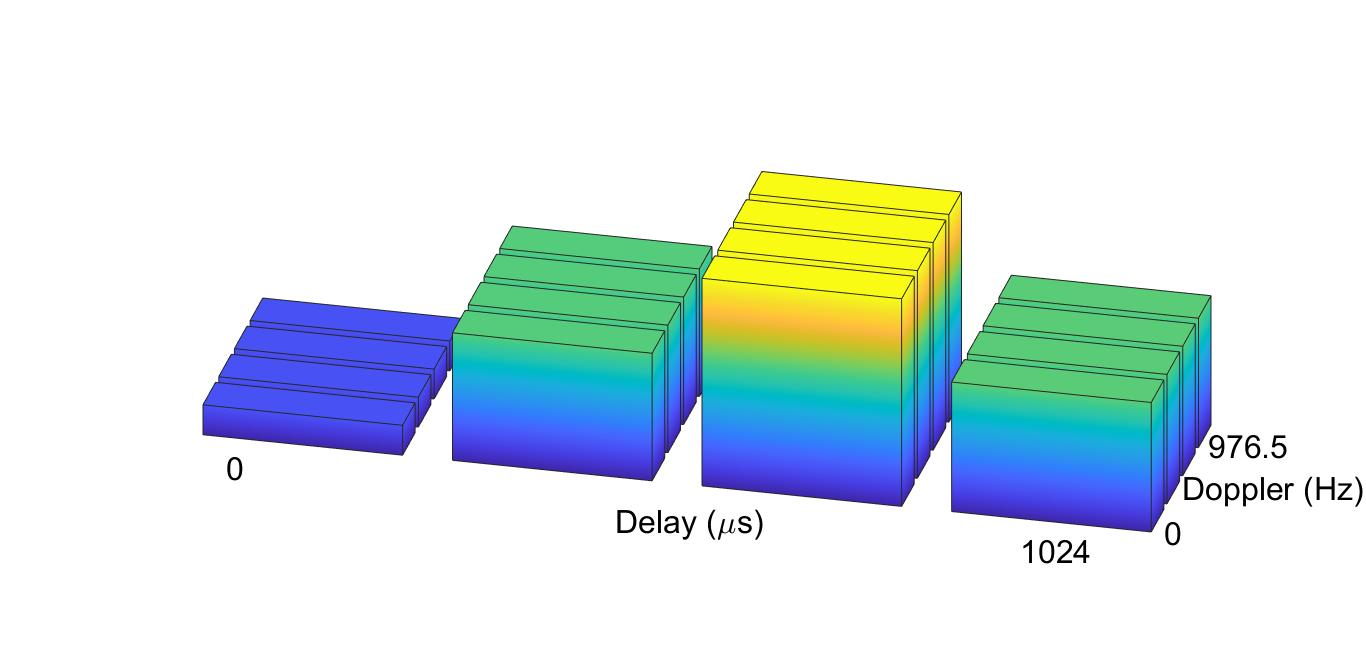 0
976.5
Doppler (Hz)
0
Delay (μs)
1024